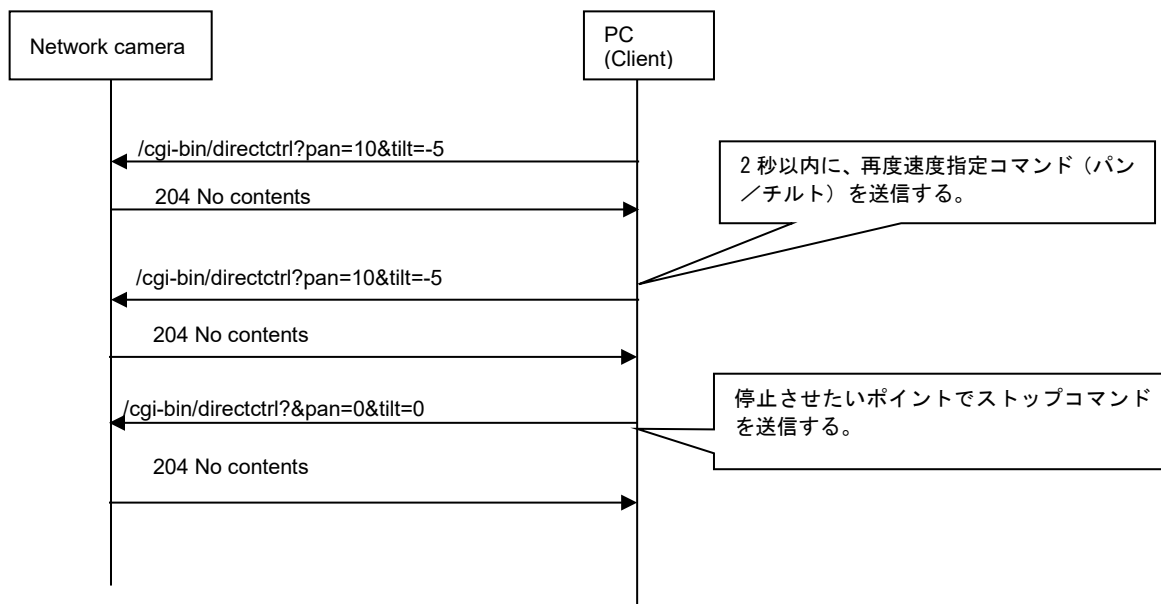 Network camera
PC
(Client)
/cgi-bin/directctrl?pan=10&tilt=-5
2 秒以内に、再度速度指定コマンド（パン
／チルト）を送信する。
204 No contents
/cgi-bin/directctrl?pan=10&tilt=-5
204 No contents
/cgi-bin/directctrl?&pan=0&tilt=0
停止させたいポイントでストップコマンド
を送信する。
204 No contents